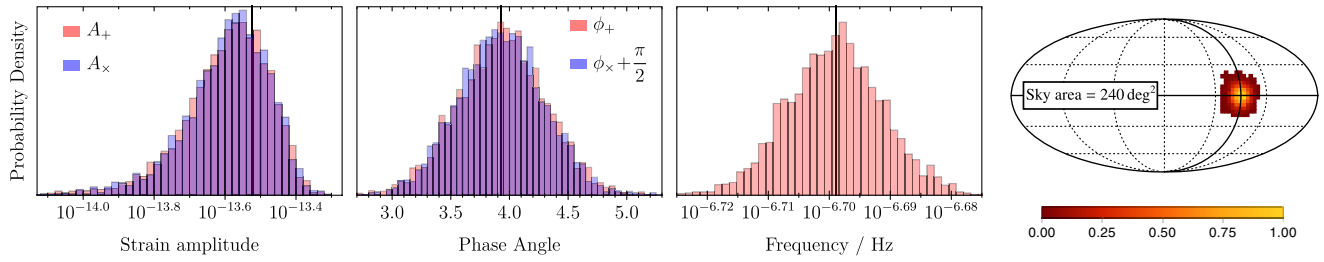 Probability Density
A₊
A×
10⁻¹⁴·⁰ 10⁻¹³·⁸ 10⁻¹³·⁶ 10⁻¹³·⁴
Strain amplitude
ϕ₊
ϕ× + π/2
3.0 3.5 4.0 4.5 5.0
Phase Angle
10⁻⁶·⁷² 10⁻⁶·⁷¹ 10⁻⁶·⁷⁰ 10⁻⁶·⁶⁹ 10⁻⁶·⁶⁸
Frequency / Hz
Sky area = 240 deg²
0.00 0.25 0.50 0.75 1.00